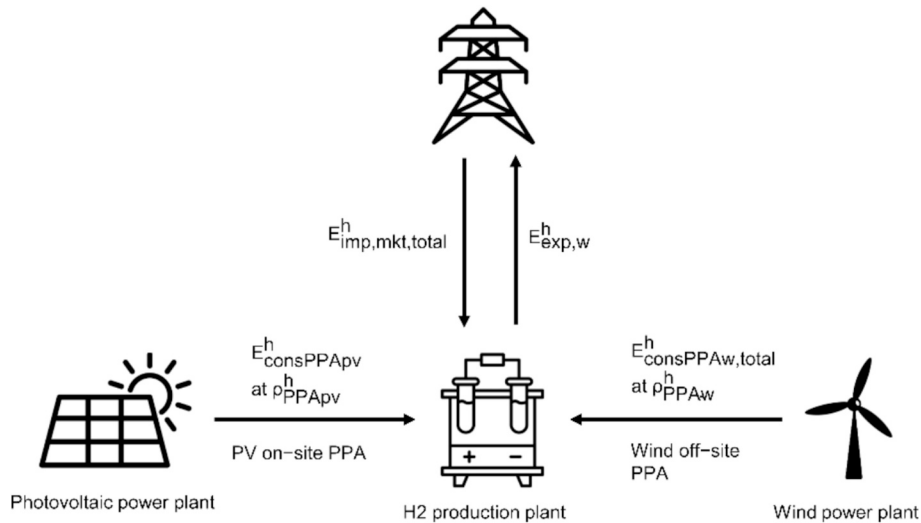 E^h_imp,mkt,total
E^h_exp,w
E^h_consPPApv
at ρ^h_PPApv
PV on-site PPA
E^h_consPPAw,total
at ρ^h_PPAw
Wind off-site
PPA
+ −
Photovoltaic power plant
H2 production plant
Wind power plant